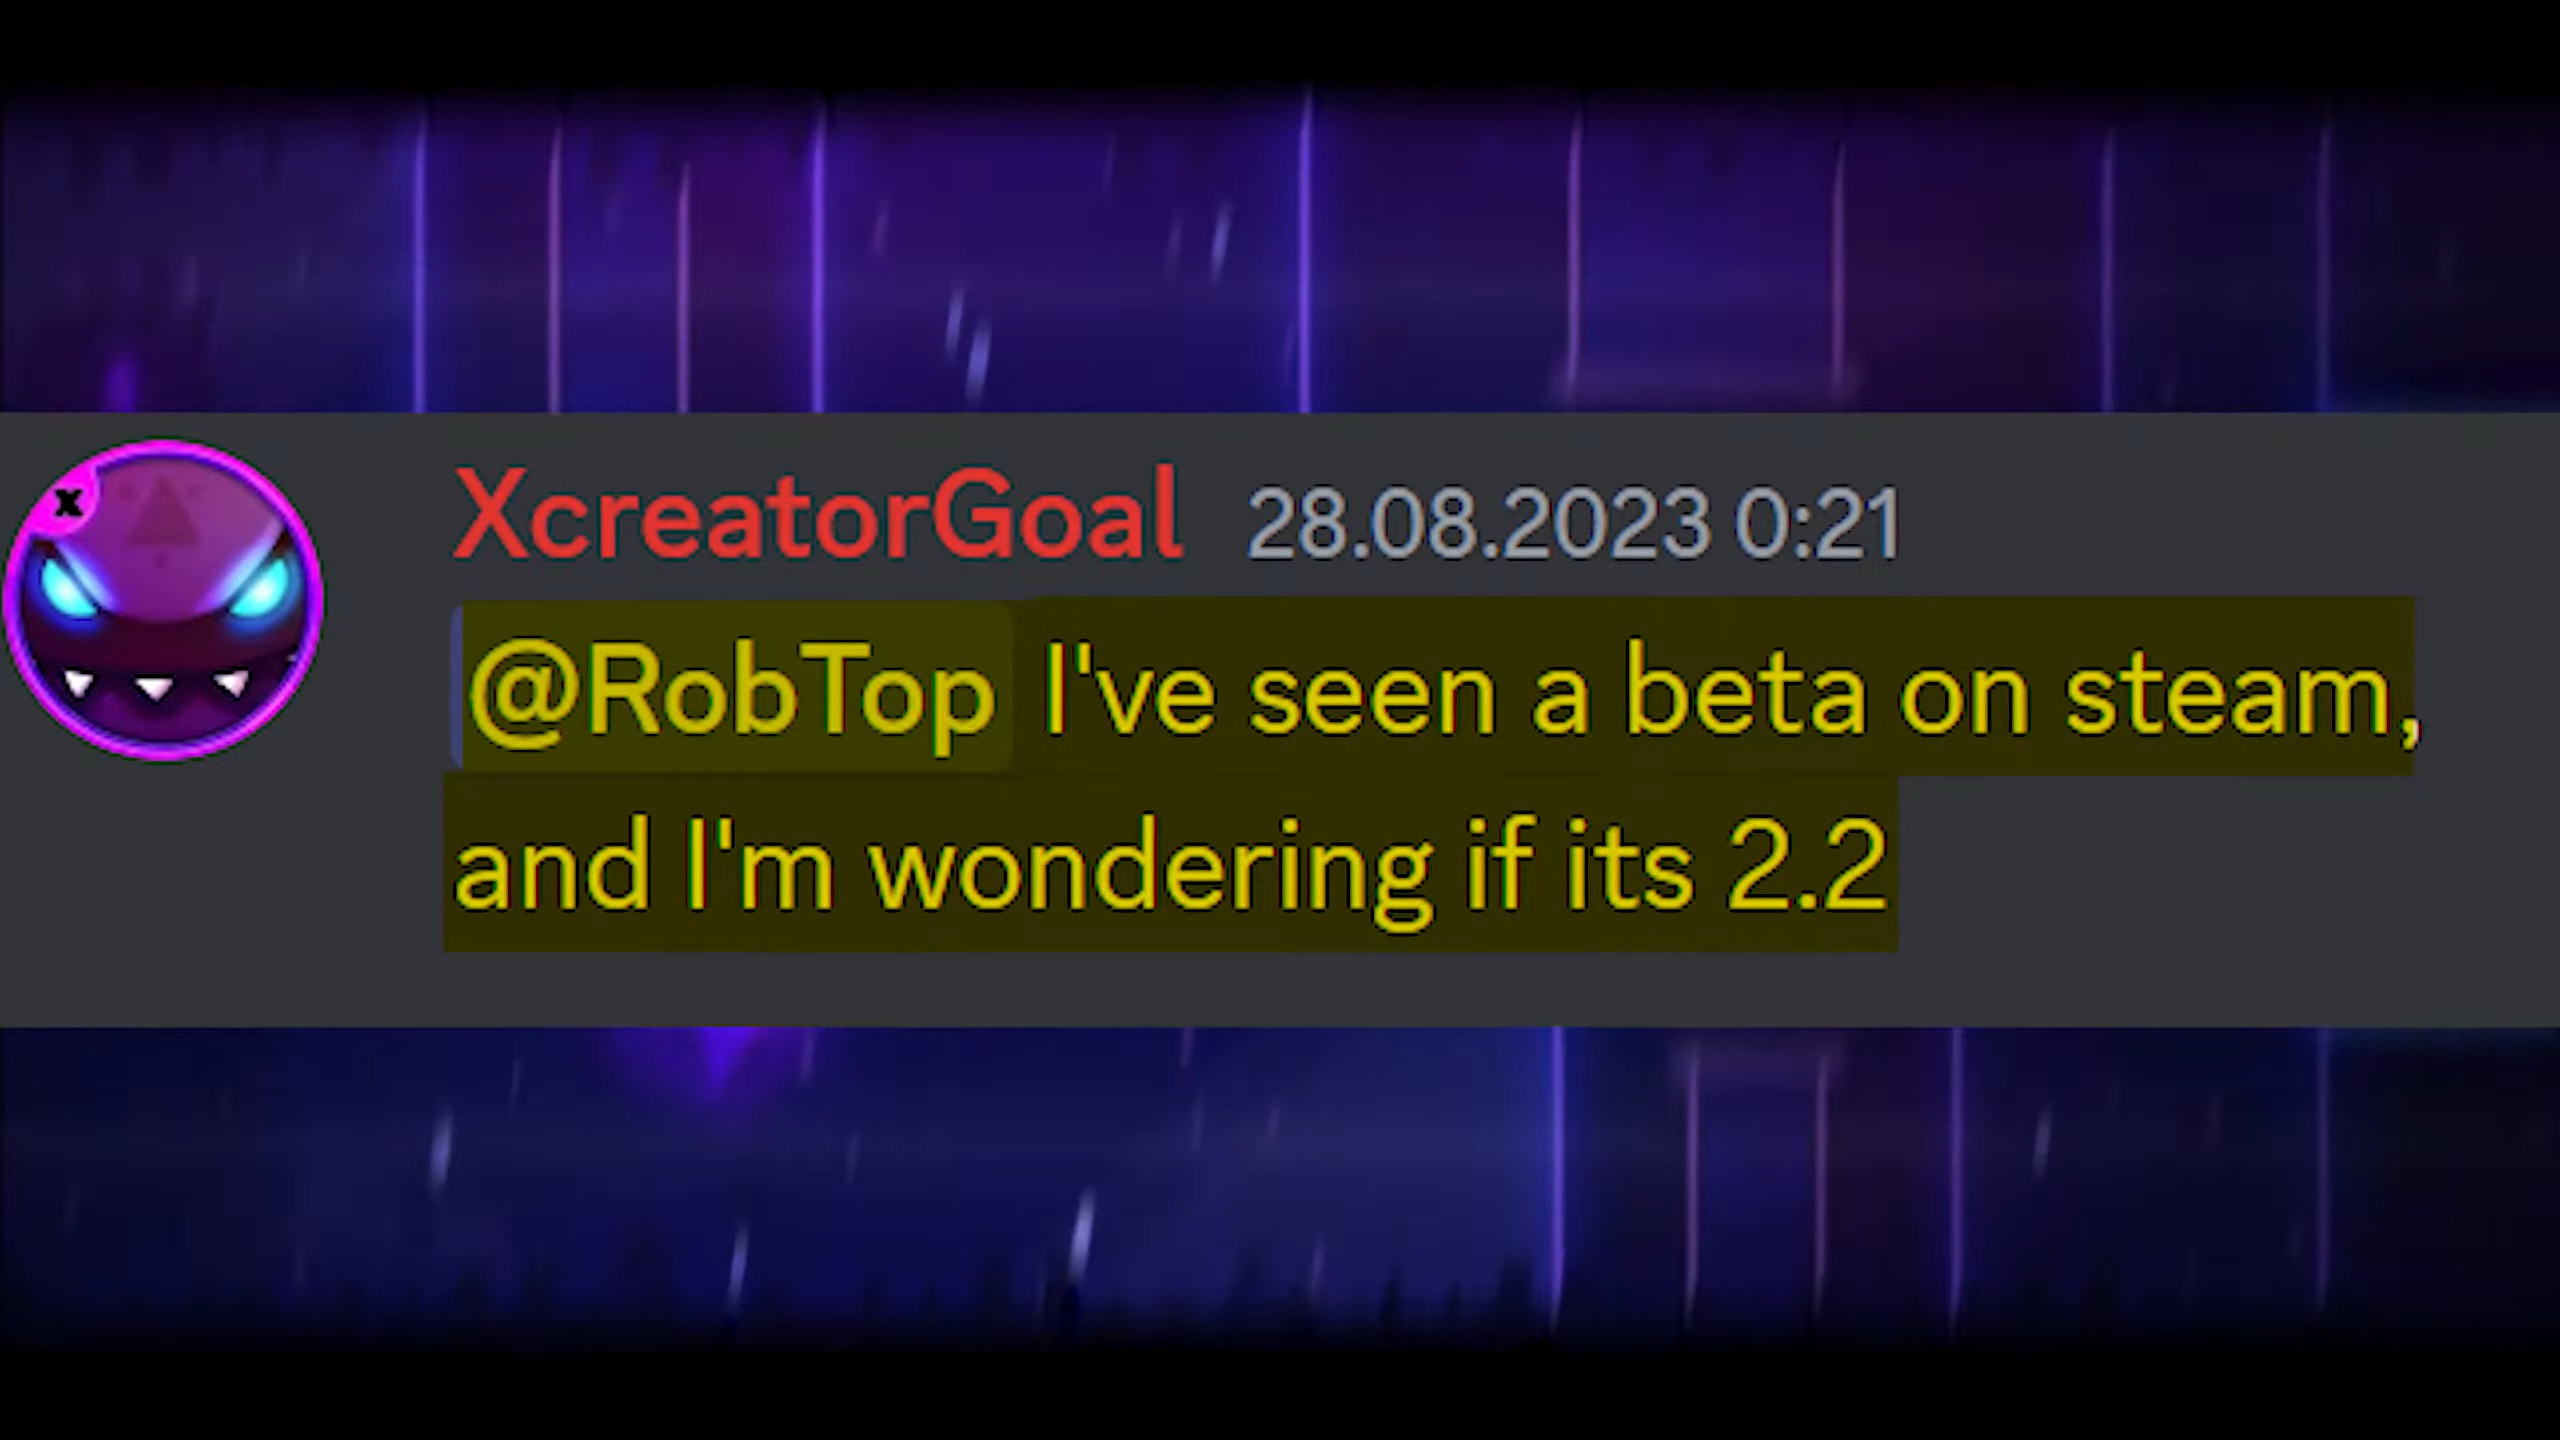 x
XcreatorGoal 28.08.2023 0:21
@RobTop I've seen a beta on steam,
and I'm wondering if its 2.2